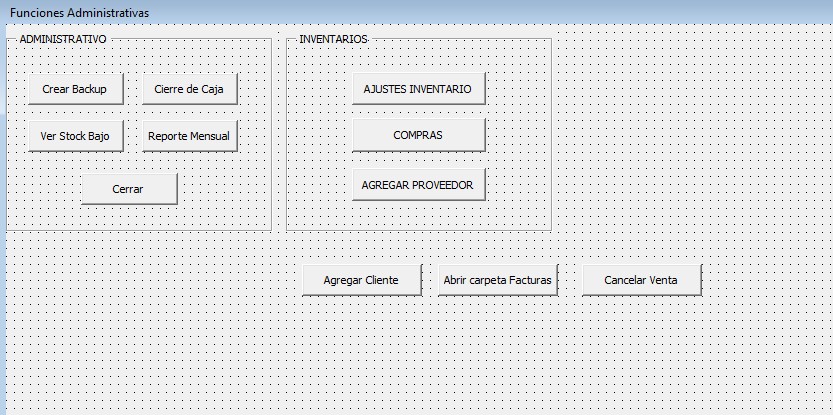 Funciones Administrativas
ADMINISTRATIVO
INVENTARIOS
Crear Backup
Cierre de Caja
AJUSTES INVENTARIO
Ver Stock Bajo
Reporte Mensual
COMPRAS
Cerrar
AGREGAR PROVEEDOR
Agregar Cliente
Abrir carpeta Facturas
Cancelar Venta